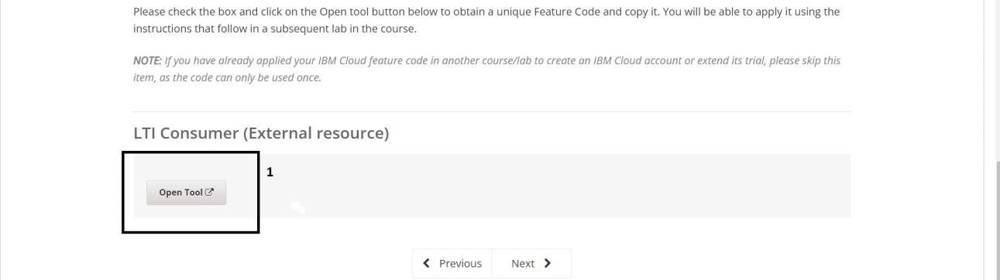 Please check the box and click on the Open tool button below to obtain a unique Feature Code and copy it. You will be able to apply it using the
instructions that follow in a subsequent lab in the course.
NOTE: If you have already applied your IBM Cloud feature code in another course/lab to create an IBM Cloud account or extend its trial, please skip this
item, as the code can only be used once.
LTI Consumer (External resource)
1
Open Tool
Previous Next